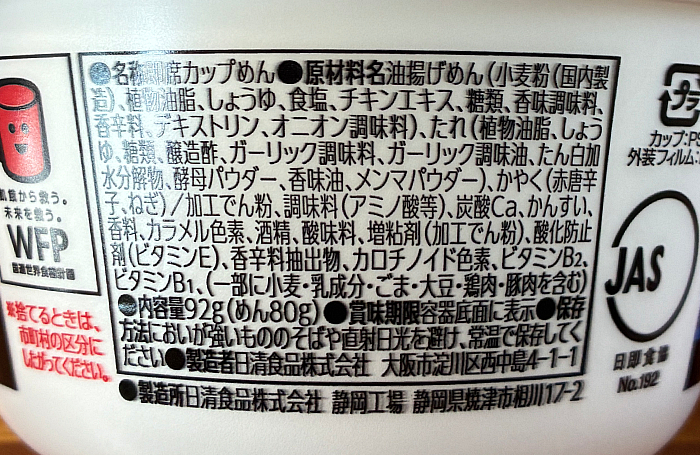 ●名称即席カップめん●原材料名油揚げめん(小麦粉(国内製
造)、植物油脂、しょうゆ、食塩、チキンエキス、糖類、香味調味料、
香辛料、デキストリン、オニオン調味料)、たれ(植物油脂、しょう
ゆ、糖類、醸造酢、ガーリック調味料、ガーリック調味油、たん白加
水分解物、酵母パウダー、香味油、メンマパウダー)、かやく(赤唐辛
子、ねぎ)/加工でん粉、調味料(アミノ酸等)、炭酸Ca、かんすい、
香料、カラメル色素、酒精、酸味料、増粘剤(加工でん粉)、酸化防止
剤(ビタミンE)、香辛料抽出物、カロチノイド色素、ビタミンB₂、
ビタミンB₁、(一部に小麦・乳成分・ごま・大豆・鶏肉・豚肉を含む)
●内容量92g(めん80g)●賞味期限容器底面に表示●保存
方法においが強いもののそばや直射日光を避け、常温で保存してく
ださい●製造者日清食品株式会社 大阪市淀川区西中島4-1-1
●製造所日清食品株式会社 静岡工場 静岡県焼津市相川17-2
飢餓から救う。
未来を救う。
WFP
国連世界食糧計画
※捨てるときは、
市町村の区分に
したがってください。
プラ
カップ:PS
外装フィルム:
JAS
日即食協
No.192